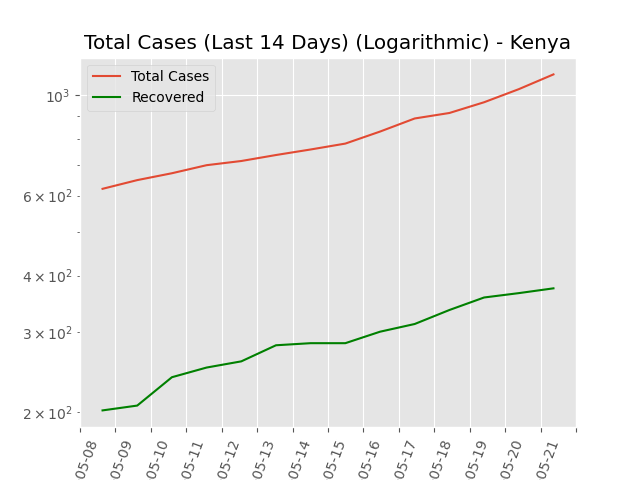 Total Cases (Last 14 Days) (Logarithmic) - Kenya
Total Cases
Recovered
10³
6 × 10²
4 × 10²
3 × 10²
2 × 10²
05-08
05-09
05-10
05-11
05-12
05-13
05-14
05-15
05-16
05-17
05-18
05-19
05-20
05-21